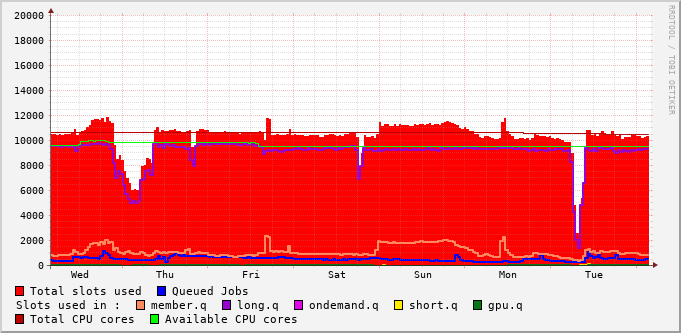 20000
18000
16000
14000
12000
10000
8000
6000
4000
2000
0
Wed Thu Fri Sat Sun Mon Tue
RRDTOOL / TOBI OETIKER
Total slots used Queued Jobs
Slots used in : member.q long.q ondemand.q short.q gpu.q
Total CPU cores Available CPU cores